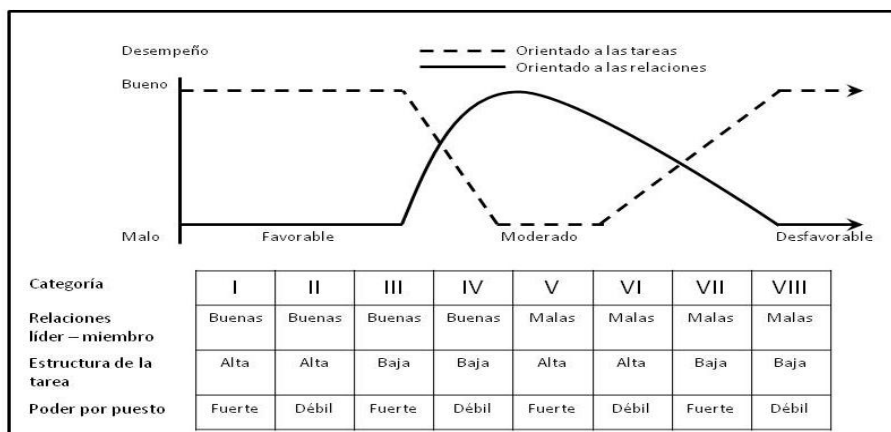 Desempeño
Orientado a las tareas
Orientado a las relaciones
Bueno
Malo
Favorable
Moderado
Desfavorable
Categoría I II III IV V VI VII VIII
Relaciones
líder – miembro
Buenas Buenas Buenas Buenas Malas Malas Malas Malas
Estructura de la
tarea
Alta Alta Baja Baja Alta Alta Baja Baja
Poder por puesto Fuerte Débil Fuerte Débil Fuerte Débil Fuerte Débil